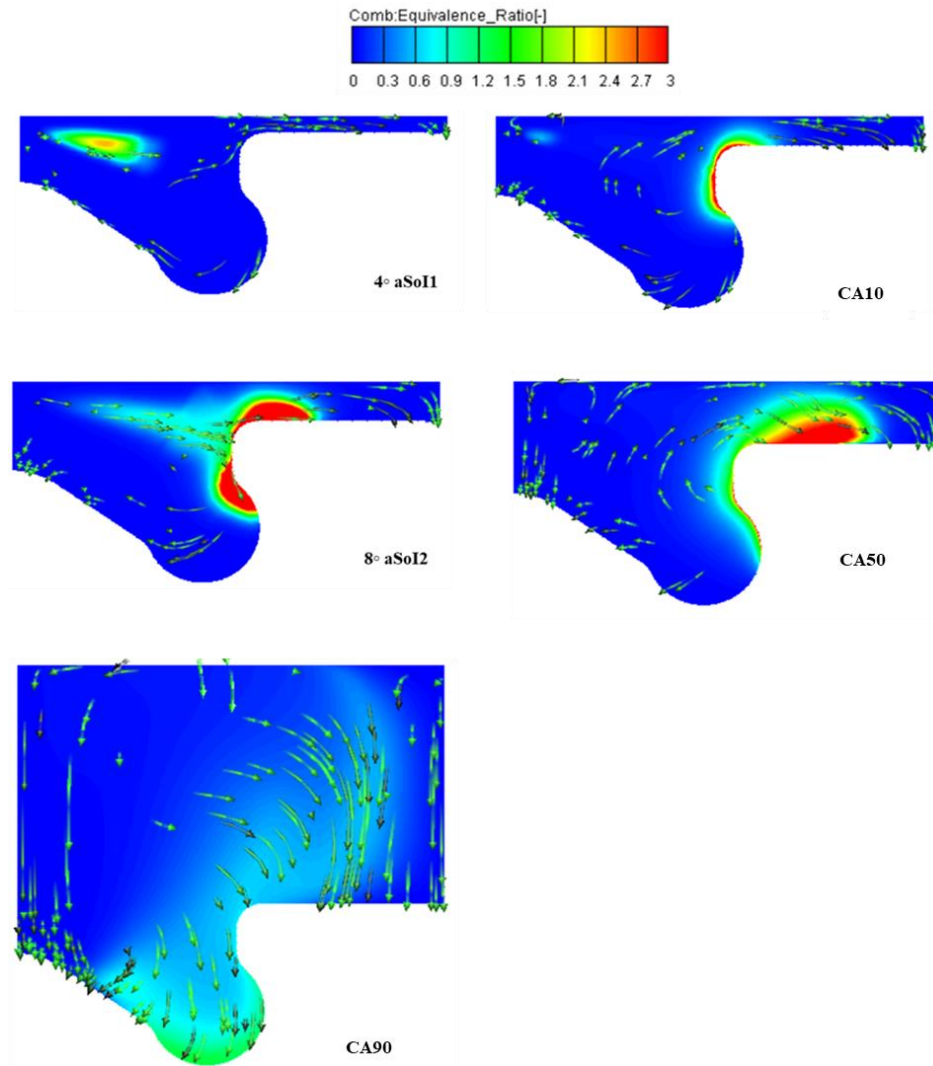 Comb:Equivalence_Ratio[-]
0 0.3 0.6 0.9 1.2 1.5 1.8 2.1 2.4 2.7 3
4◦ aSoI1
CA10
8◦ aSoI2
CA50
CA90